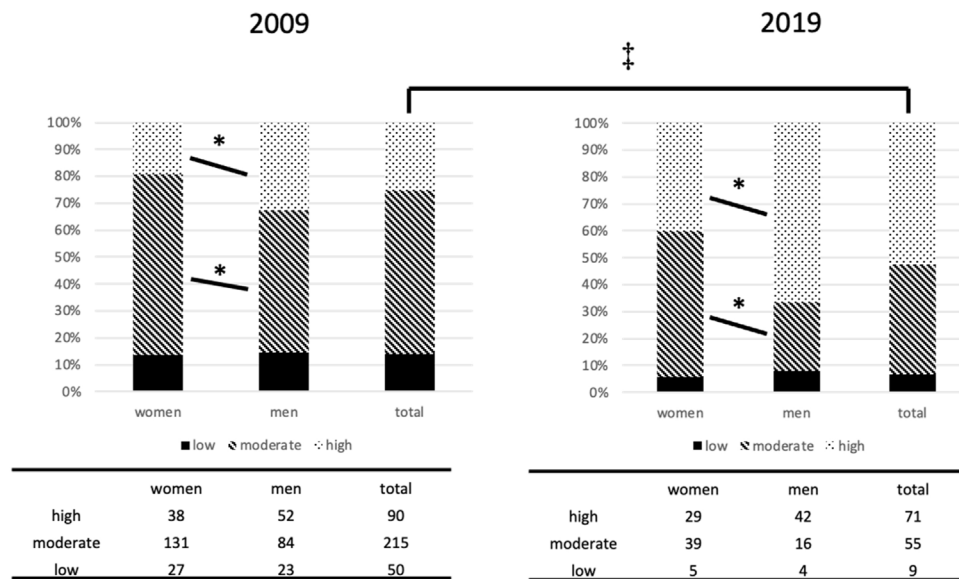 2009
2019
‡
100%
90%
80%
70%
60%
50%
40%
30%
20%
10%
0%
*
*
women men total
■low moderate high
100%
90%
80%
70%
60%
50%
40%
30%
20%
10%
0%
*
*
women men total
■low moderate high
women men total
high 38 52 90
moderate 131 84 215
low 27 23 50
women men total
high 29 42 71
moderate 39 16 55
low 5 4 9